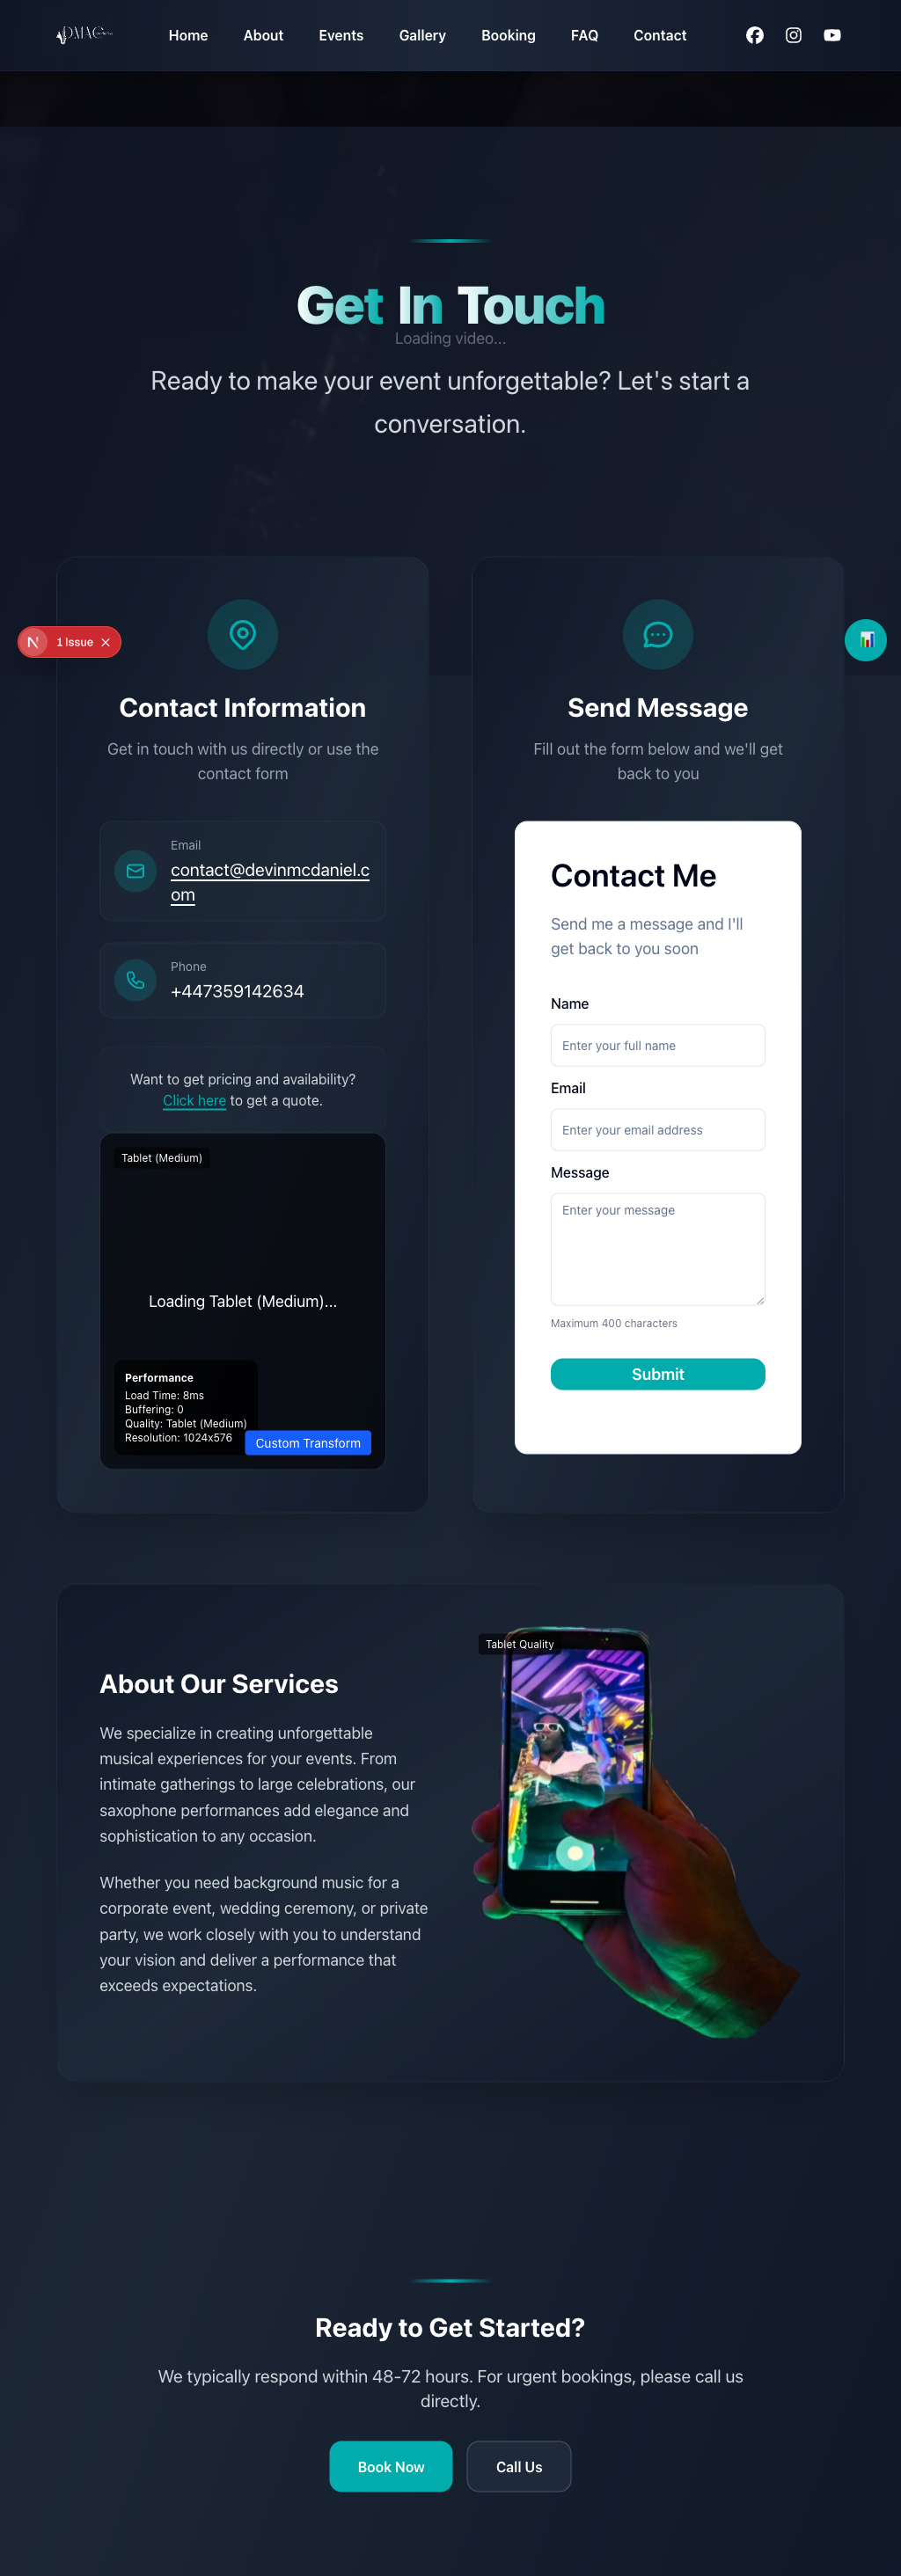 DMAC
Home About Events Gallery Booking FAQ Contact
Get In Touch
Loading video...
Ready to make your event unforgettable? Let's start a
conversation.
1 Issue
Contact Information
Get in touch with us directly or use the
contact form
Email
contact@devinmcdaniel.c
om
Phone
+447359142634
Want to get pricing and availability?
Click here to get a quote.
Tablet (Medium)
Loading Tablet (Medium)...
Performance
Load Time: 8ms
Buffering: 0
Quality: Tablet (Medium)
Resolution: 1024x576
Custom Transform
Send Message
Fill out the form below and we'll get
back to you
Contact Me
Send me a message and I'll
get back to you soon
Name
Enter your full name
Email
Enter your email address
Message
Enter your message
Maximum 400 characters
Submit
About Our Services
We specialize in creating unforgettable
musical experiences for your events. From
intimate gatherings to large celebrations, our
saxophone performances add elegance and
sophistication to any occasion.
Whether you need background music for a
corporate event, wedding ceremony, or private
party, we work closely with you to understand
your vision and deliver a performance that
exceeds expectations.
Tablet Quality
Ready to Get Started?
We typically respond within 48-72 hours. For urgent bookings, please call us
directly.
Book Now
Call Us